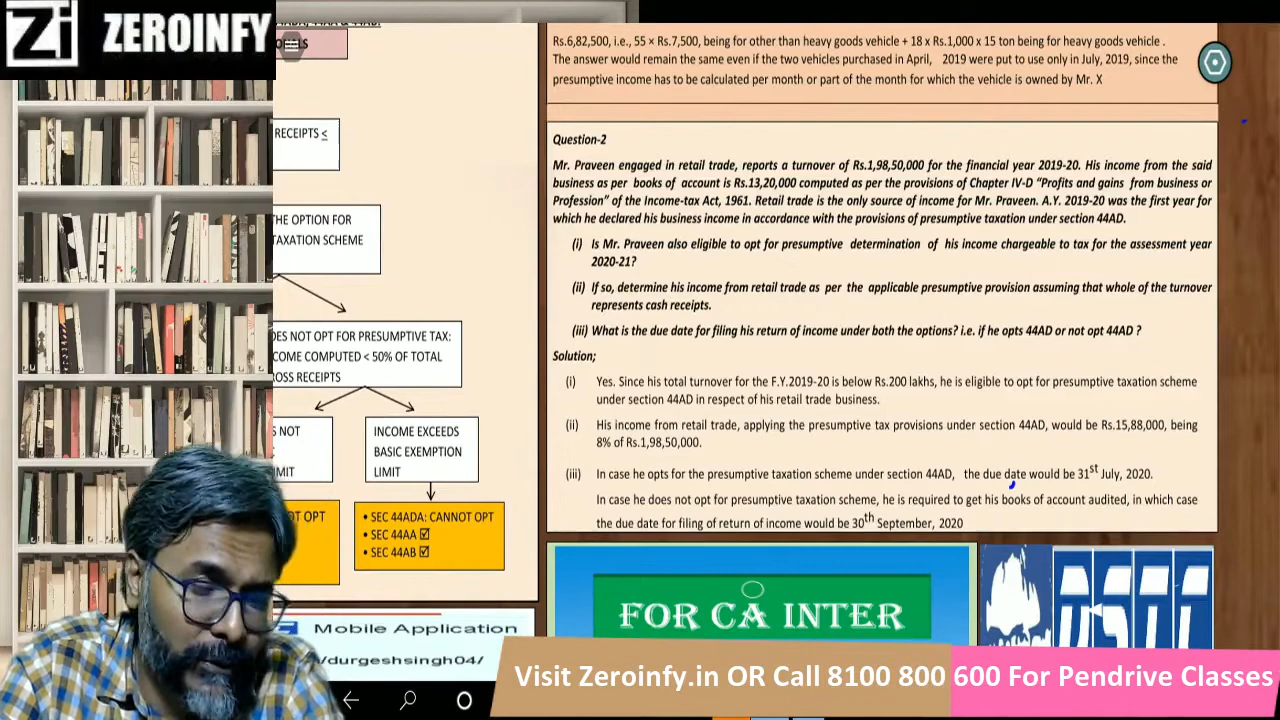 Zi ZEROINFY
RECEIPTS <
THE OPTION FOR
TAXATION SCHEME
OES NOT OPT FOR PRESUMPTIVE TAX:
COME COMPUTED < 50% OF TOTAL
ROSS RECEIPTS
S NOT
IMIT
INCOME EXCEEDS
BASIC EXEMPTION
LIMIT
OT OPT
• SEC 44ADA: CANNOT OPT
• SEC 44AA ☑
• SEC 44AB ☑
Mobile Application
/durgeshsingh04/
Rs.6,82,500, i.e., 55 × Rs.7,500, being for other than heavy goods vehicle + 18 x Rs.1,000 x 15 ton being for heavy goods vehicle .
The answer would remain the same even if the two vehicles purchased in April, 2019 were put to use only in July, 2019, since the
presumptive income has to be calculated per month or part of the month for which the vehicle is owned by Mr. X
Question-2
Mr. Praveen engaged in retail trade, reports a turnover of Rs.1,98,50,000 for the financial year 2019-20. His income from the said
business as per books of account is Rs.13,20,000 computed as per the provisions of Chapter IV-D “Profits and gains from business or
Profession” of the Income-tax Act, 1961. Retail trade is the only source of income for Mr. Praveen. A.Y. 2019-20 was the first year for
which he declared his business income in accordance with the provisions of presumptive taxation under section 44AD.
(i) Is Mr. Praveen also eligible to opt for presumptive determination of his income chargeable to tax for the assessment year
2020-21?
(ii) If so, determine his income from retail trade as per the applicable presumptive provision assuming that whole of the turnover
represents cash receipts.
(iii) What is the due date for filing his return of income under both the options? i.e. if he opts 44AD or not opt 44AD ?
Solution;
(i) Yes. Since his total turnover for the F.Y.2019-20 is below Rs.200 lakhs, he is eligible to opt for presumptive taxation scheme
under section 44AD in respect of his retail trade business.
(ii) His income from retail trade, applying the presumptive tax provisions under section 44AD, would be Rs.15,88,000, being
8% of Rs.1,98,50,000.
(iii) In case he opts for the presumptive taxation scheme under section 44AD, the due date would be 31st July, 2020.
In case he does not opt for presumptive taxation scheme, he is required to get his books of account audited, in which case
the due date for filing of return of income would be 30th September, 2020
FOR CA INTER
Visit Zeroinfy.in OR Call 8100 800 600 For Pendrive Classes